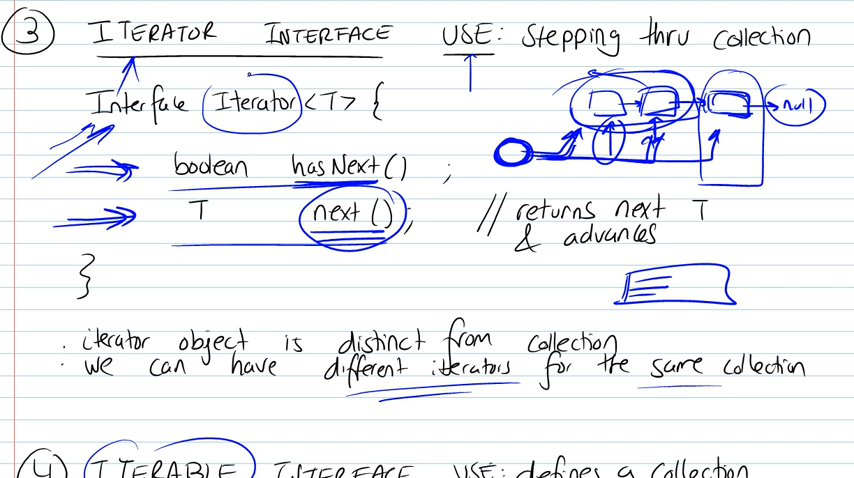 3 ITERATOR INTERFACE USE: Stepping thru collection
Interface Iterator<T> {
null
boolean hasNext() ;
T next(); // returns next T
& advances
}
. iterator object is distinct from collection
. we can have different iterators for the same collection
4 ITERABLE INTERFACE USE: defines a collection